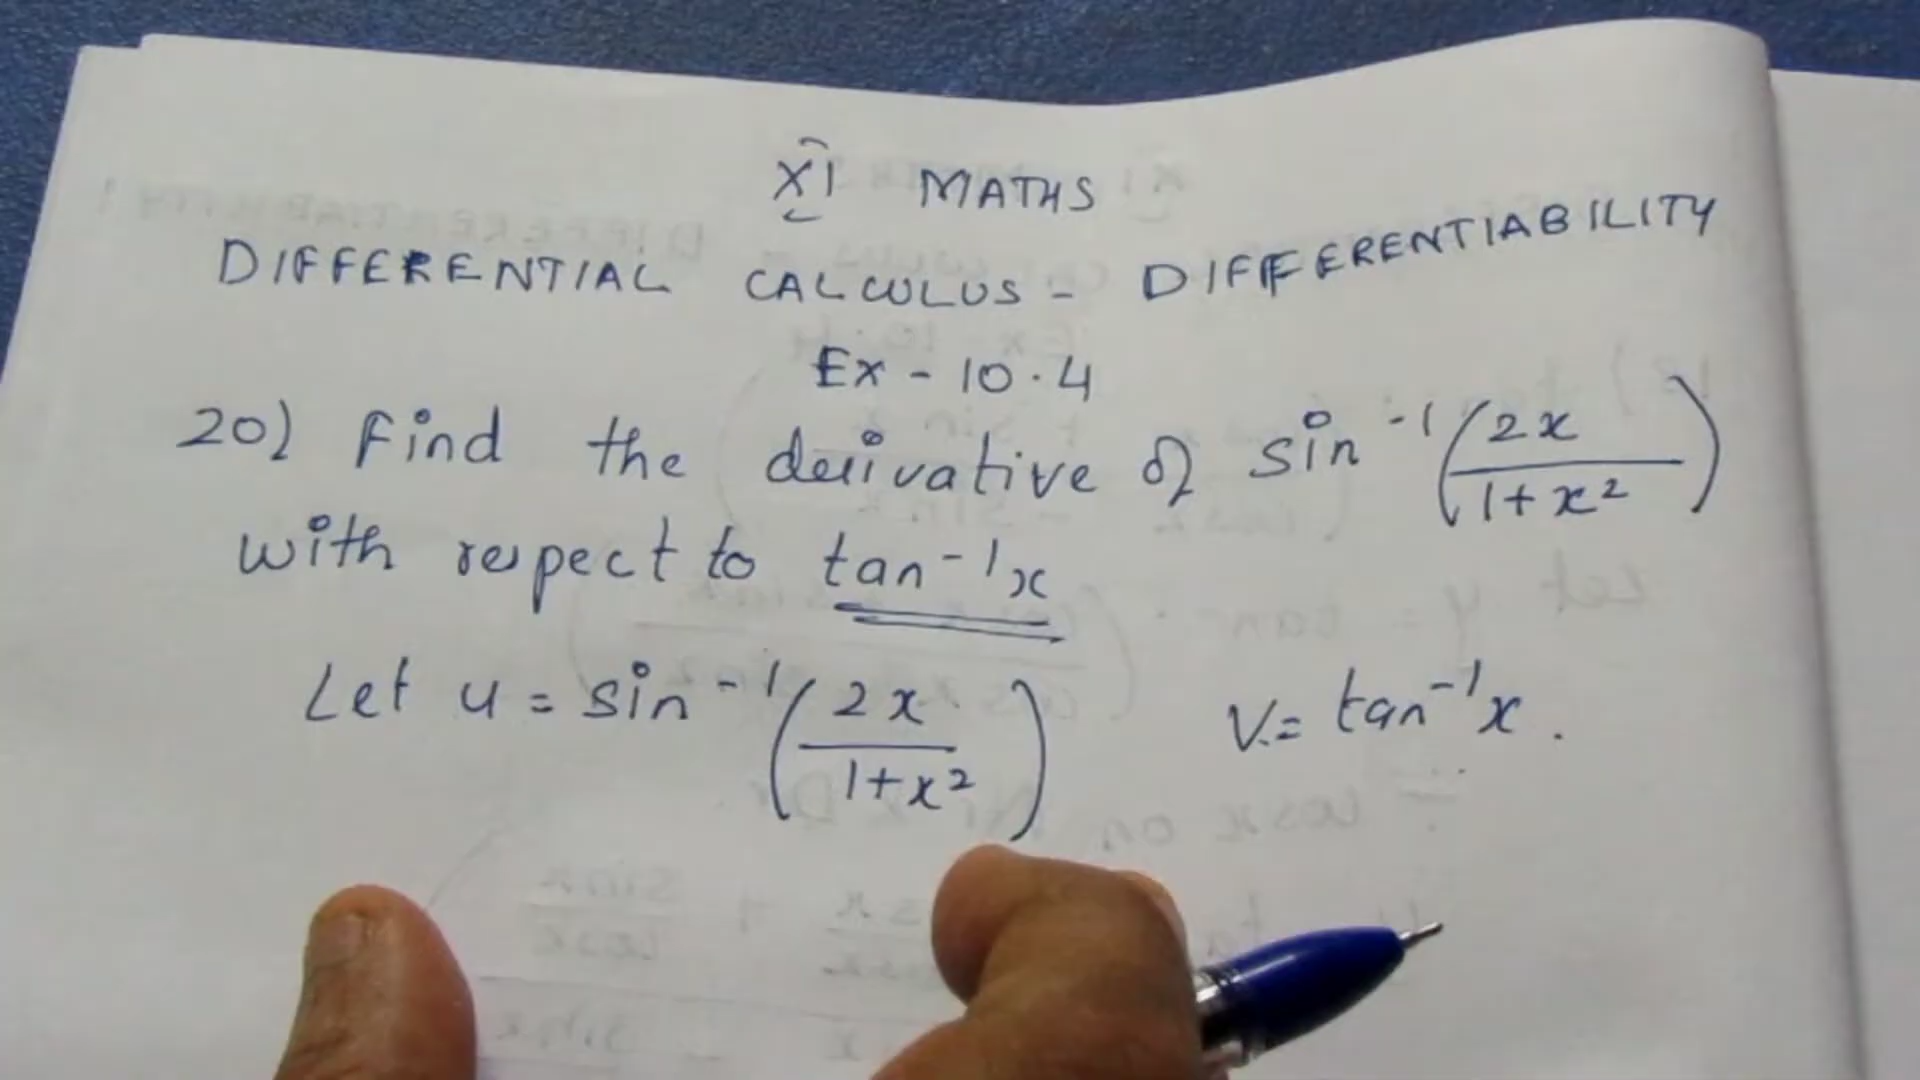 XI MATHS
DIFFERENTIAL CALCULUS - DIFFERENTIABILITY
Ex - 10.4
20) Find the derivative of sin⁻¹(2x/1+x²)
with respect to tan⁻¹x
Let u = sin⁻¹(2x/1+x²) V = tan⁻¹x.